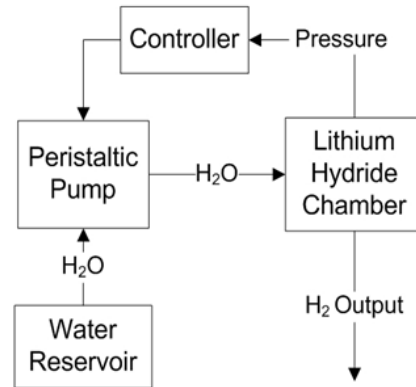 Controller
Pressure
Peristaltic
Pump
H₂O
Lithium
Hydride
Chamber
H₂O
H₂ Output
Water
Reservoir